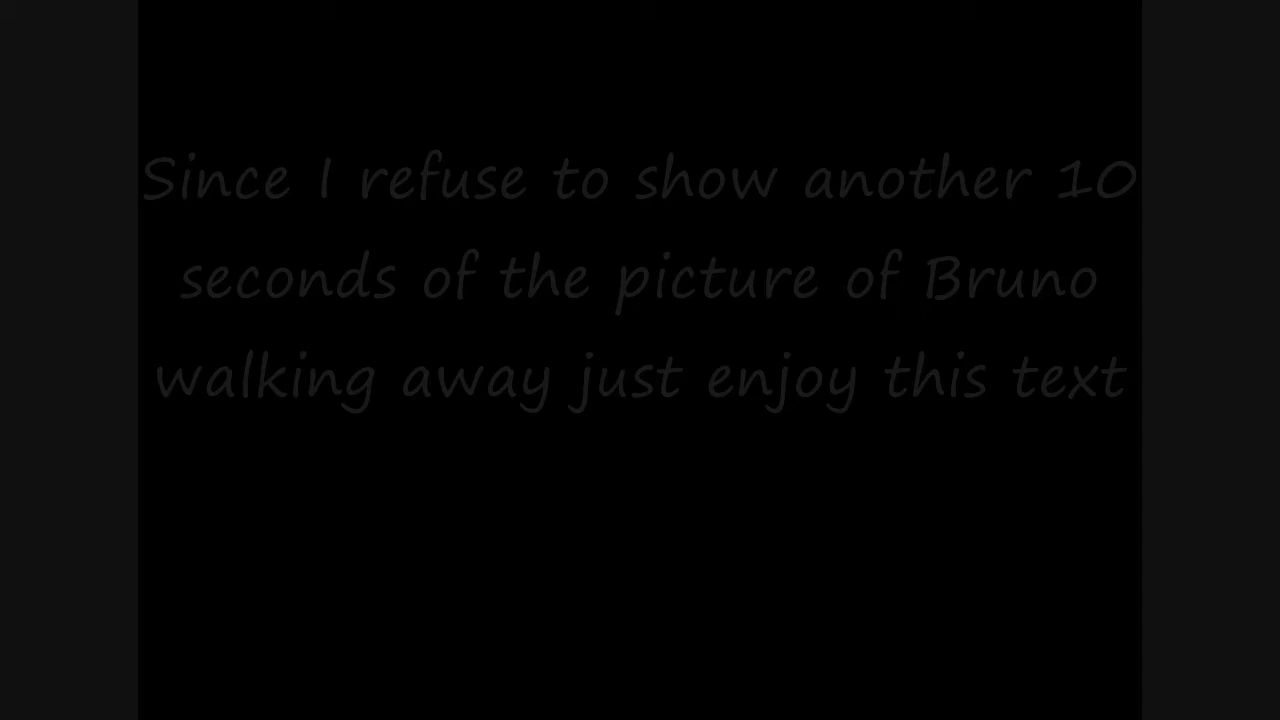 Since I refuse to show another 10
seconds of the picture of Bruno
walking away just enjoy this text